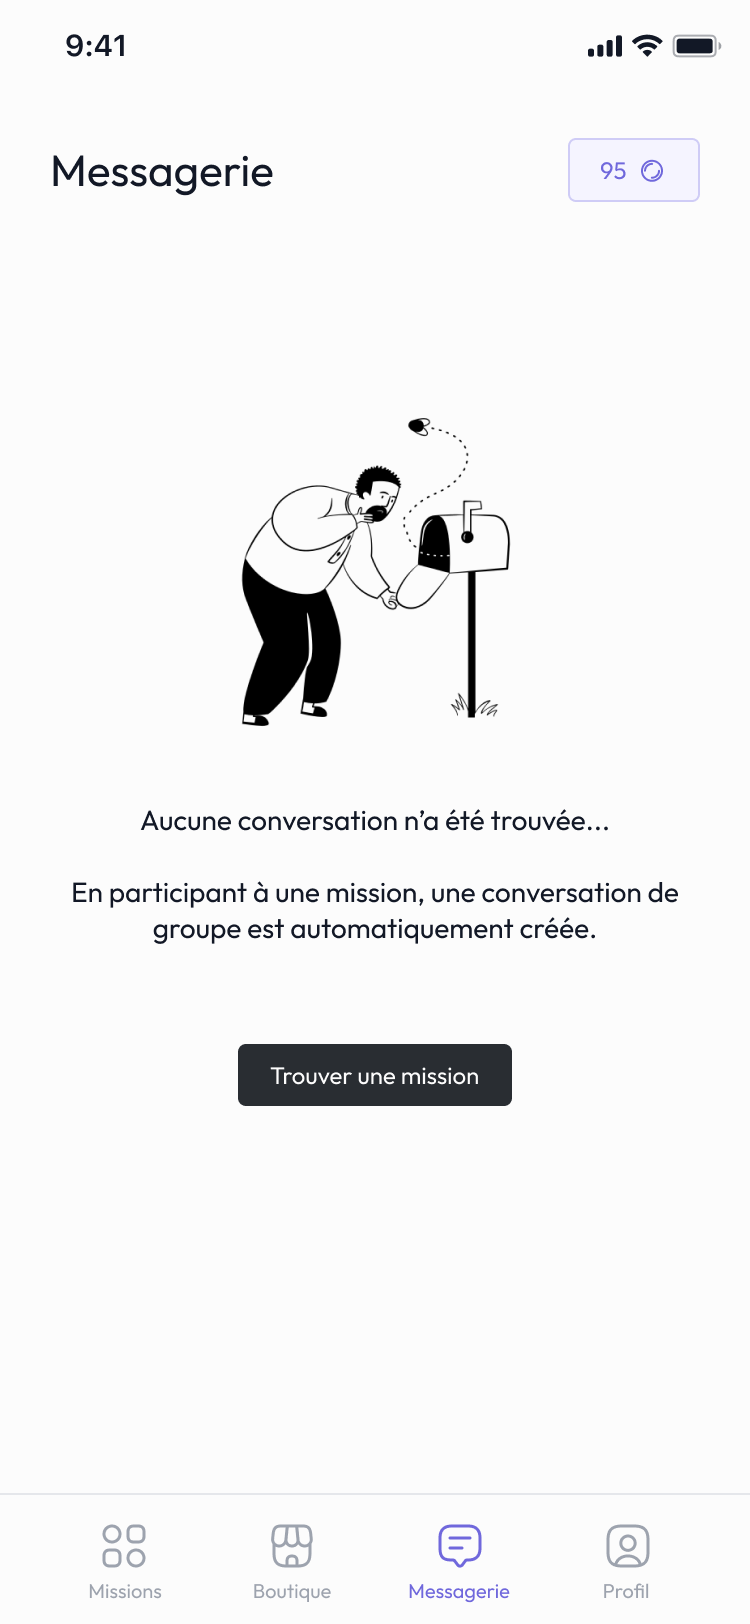 9:41
Messagerie
95
Aucune conversation n’a été trouvée...
En participant à une mission, une conversation de
groupe est automatiquement créée.
Trouver une mission
Missions
Boutique
Messagerie
Profil